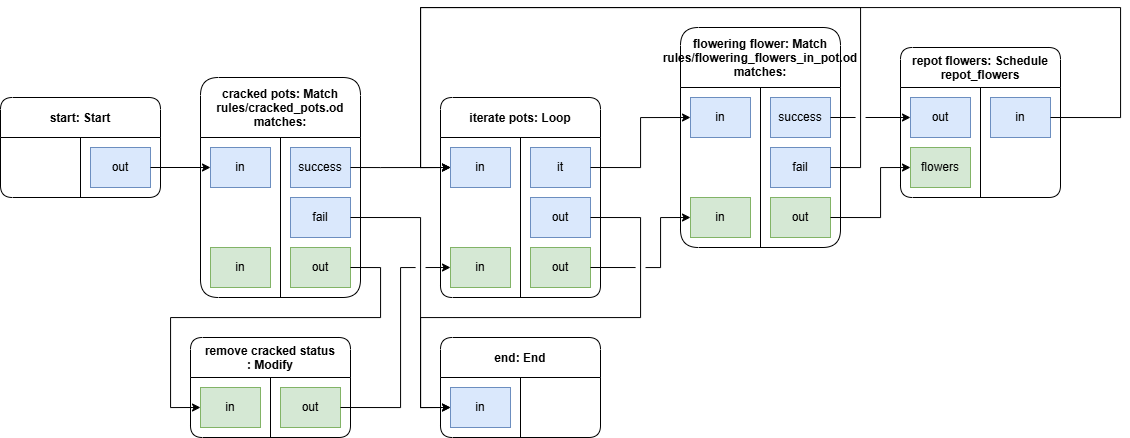 start: Start
out
cracked pots: Match
rules/cracked_pots.od
matches:
in
success
fail
in
out
iterate pots: Loop
in
it
out
in
out
flowering flower: Match
rules/flowering_flowers_in_pot.od
matches:
in
success
fail
in
out
repot flowers: Schedule
repot_flowers
out
in
flowers
remove cracked status
: Modify
in
out
end: End
in